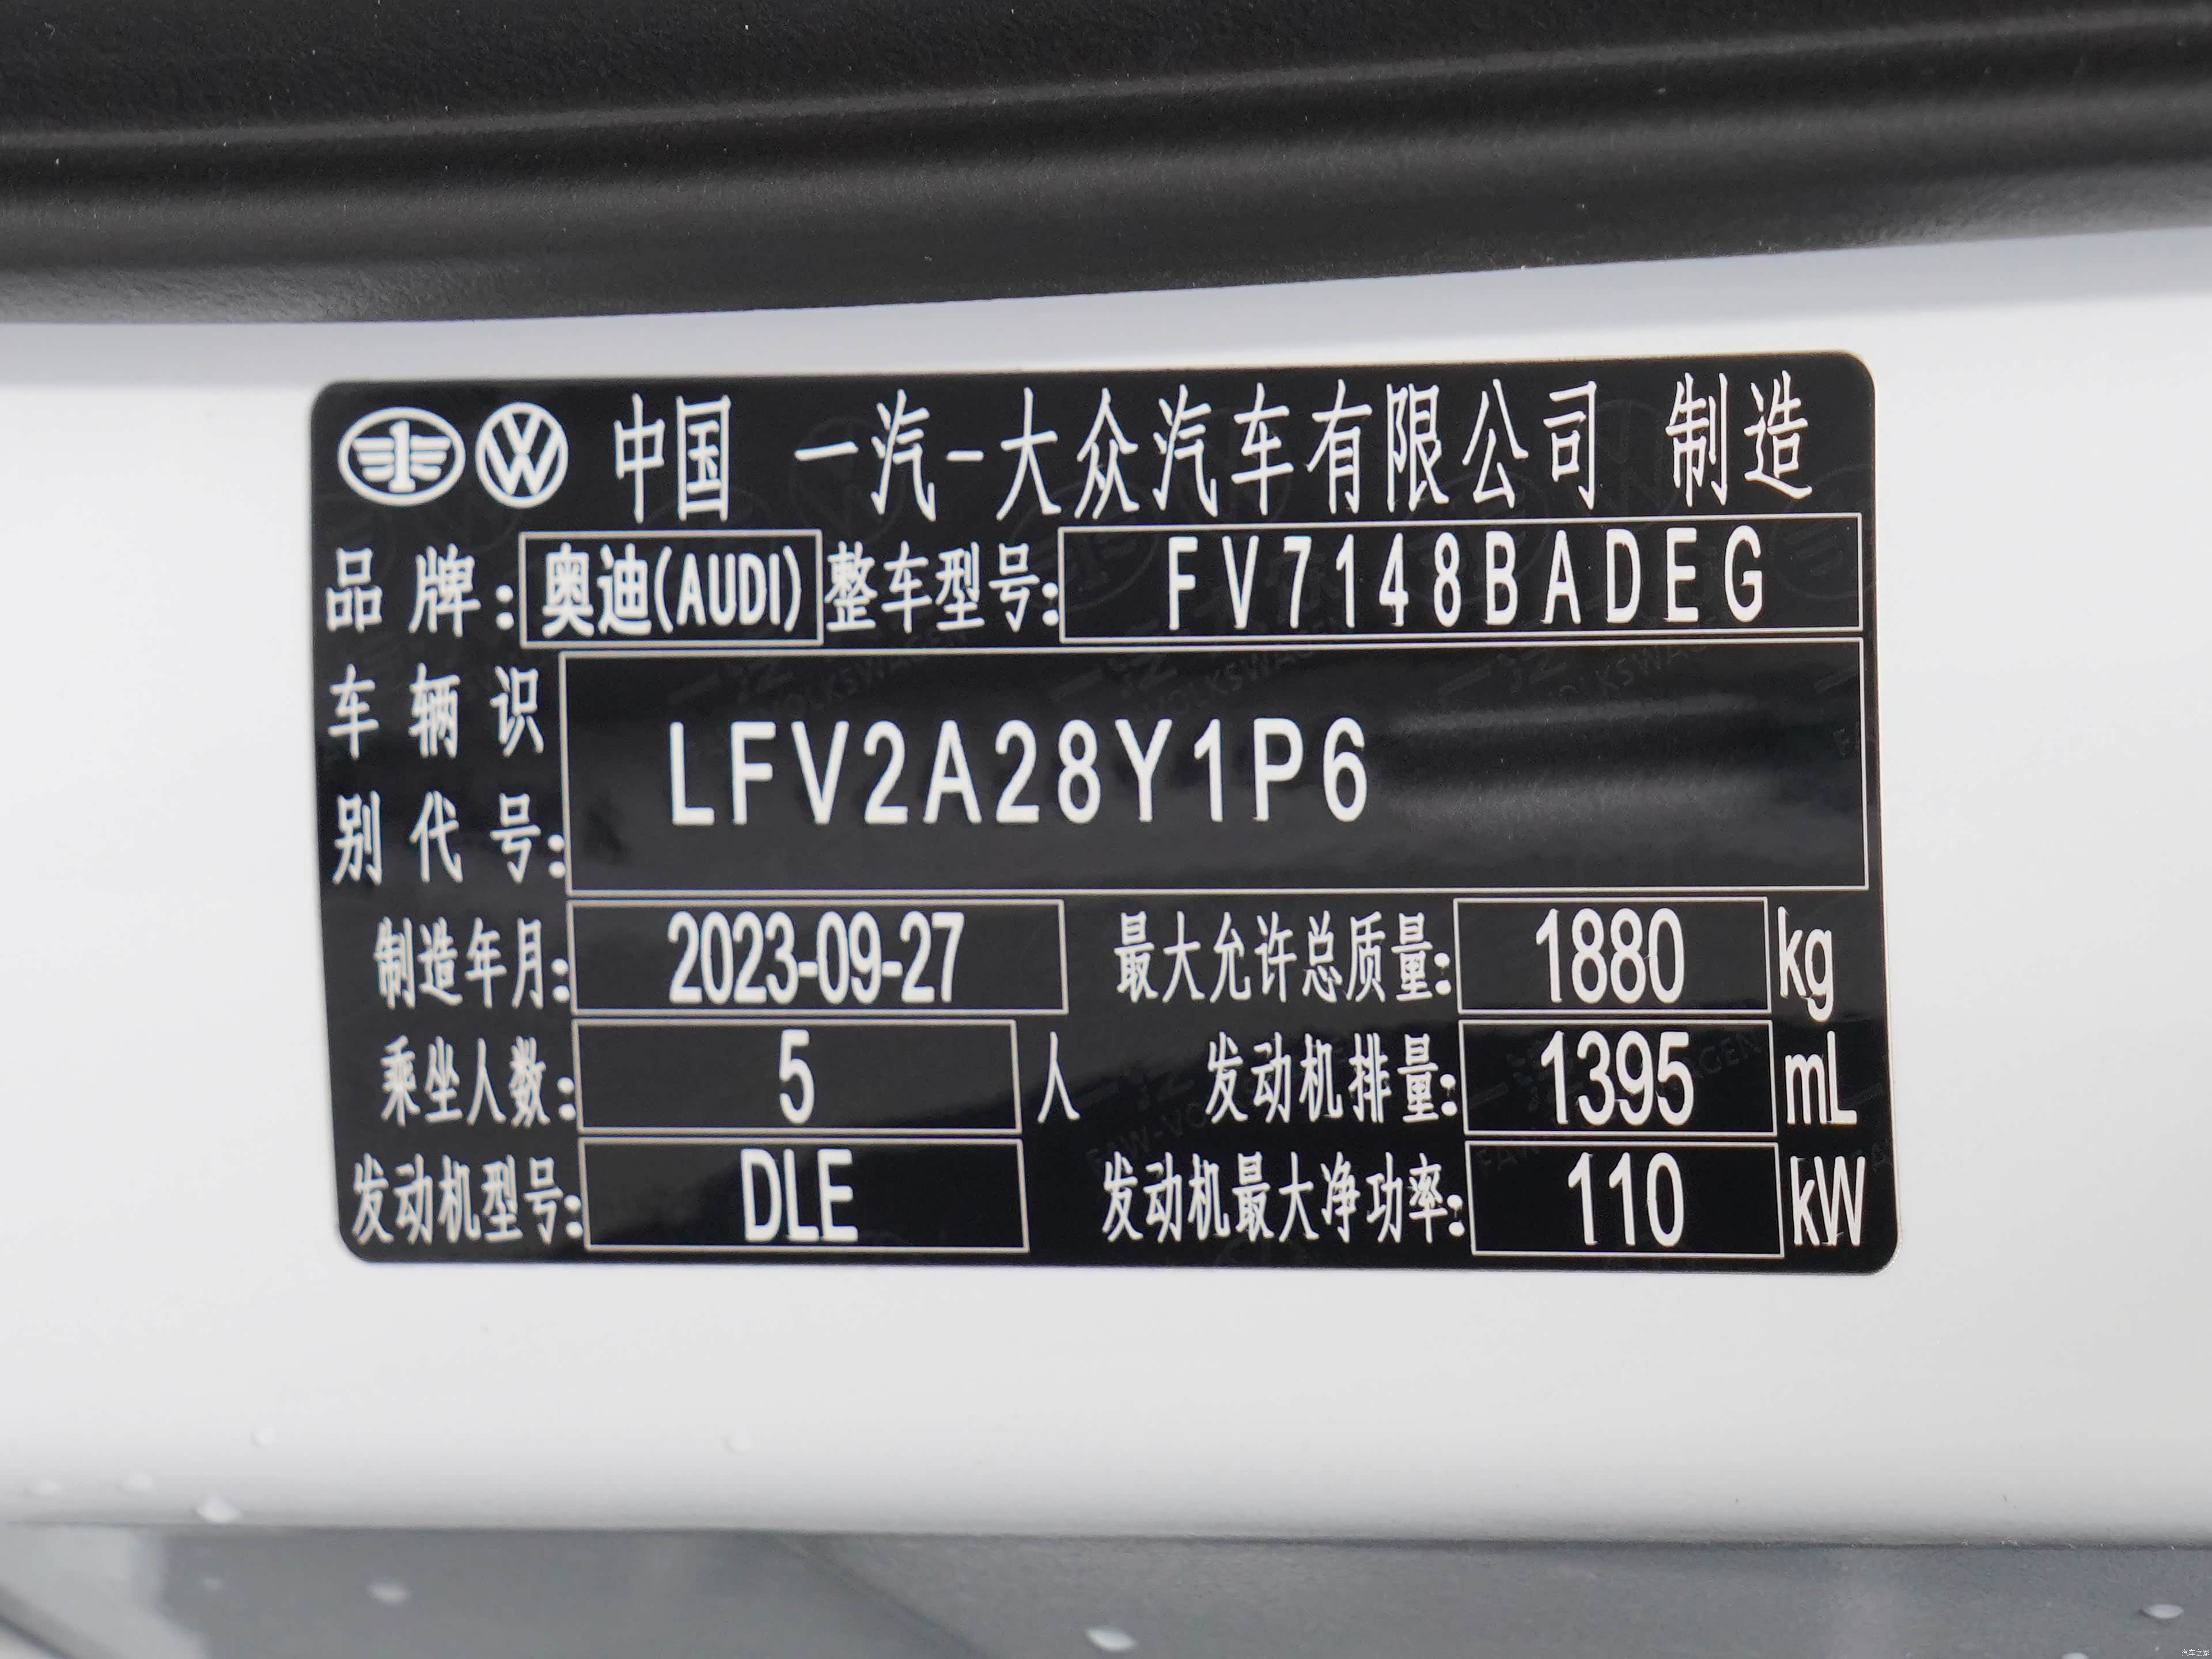 中国 一汽-大众汽车有限公司 制造
品牌: 奥迪(AUDI) 整车型号: FV7148BADEG
车辆识
别代号: LFV2A28Y1P6
制造年月: 2023-09-27 最大允许总质量: 1880 kg
乘坐人数: 5 人 发动机排量: 1395 mL
发动机型号: DLE 发动机最大净功率: 110 kW
汽车之家